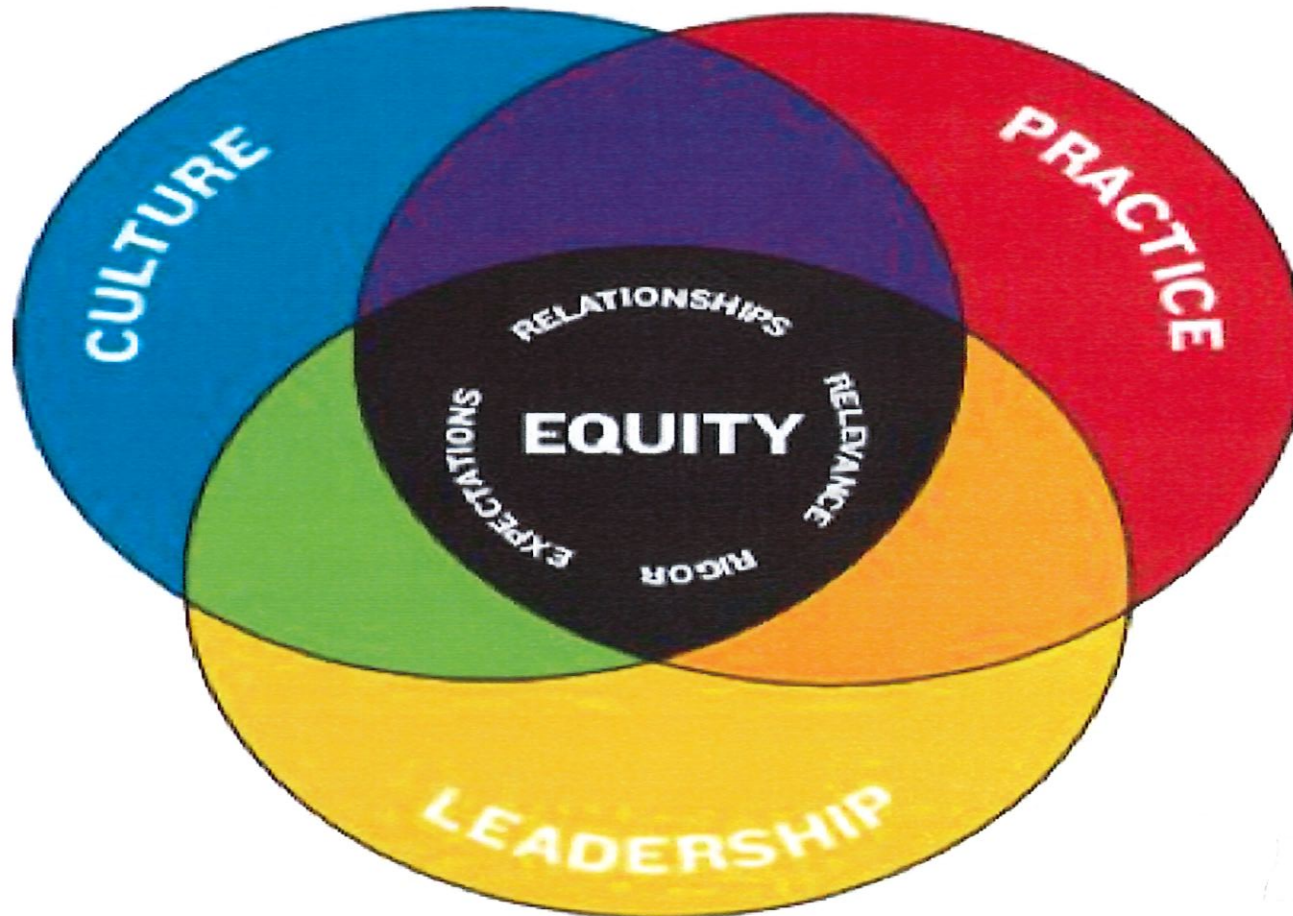 CULTURE
PRACTICE
RELATIONSHIPS
EQUITY
RELEVANCE
EXPECTATIONS
RIGOR
LEADERSHIP